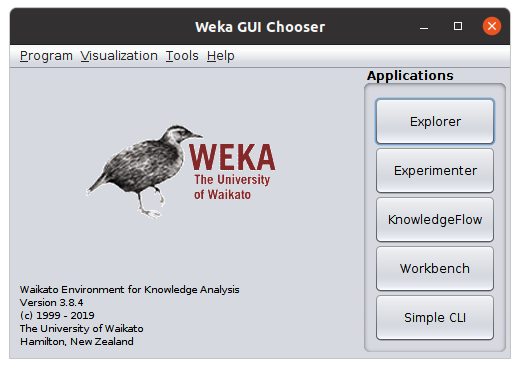 Weka GUI Chooser
Program Visualization Tools Help
Applications
Explorer
Experimenter
KnowledgeFlow
Workbench
Simple CLI
WEKA
The University
of Waikato
Waikato Environment for Knowledge Analysis
Version 3.8.4
(c) 1999 - 2019
The University of Waikato
Hamilton, New Zealand